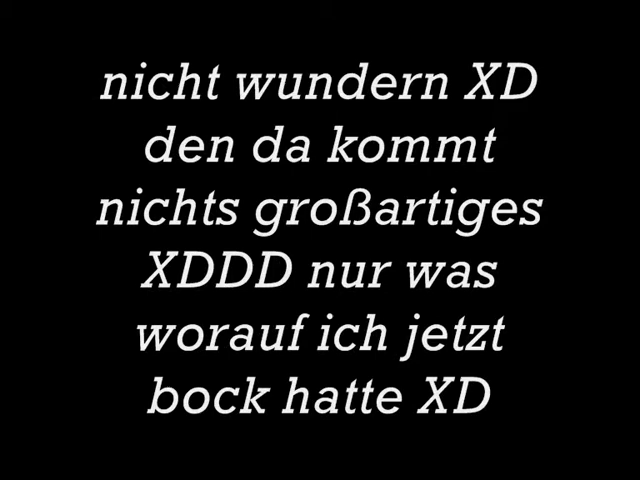 nicht wundern XD
den da kommt
nichts großartiges
XDDD nur was
worauf ich jetzt
bock hatte XD